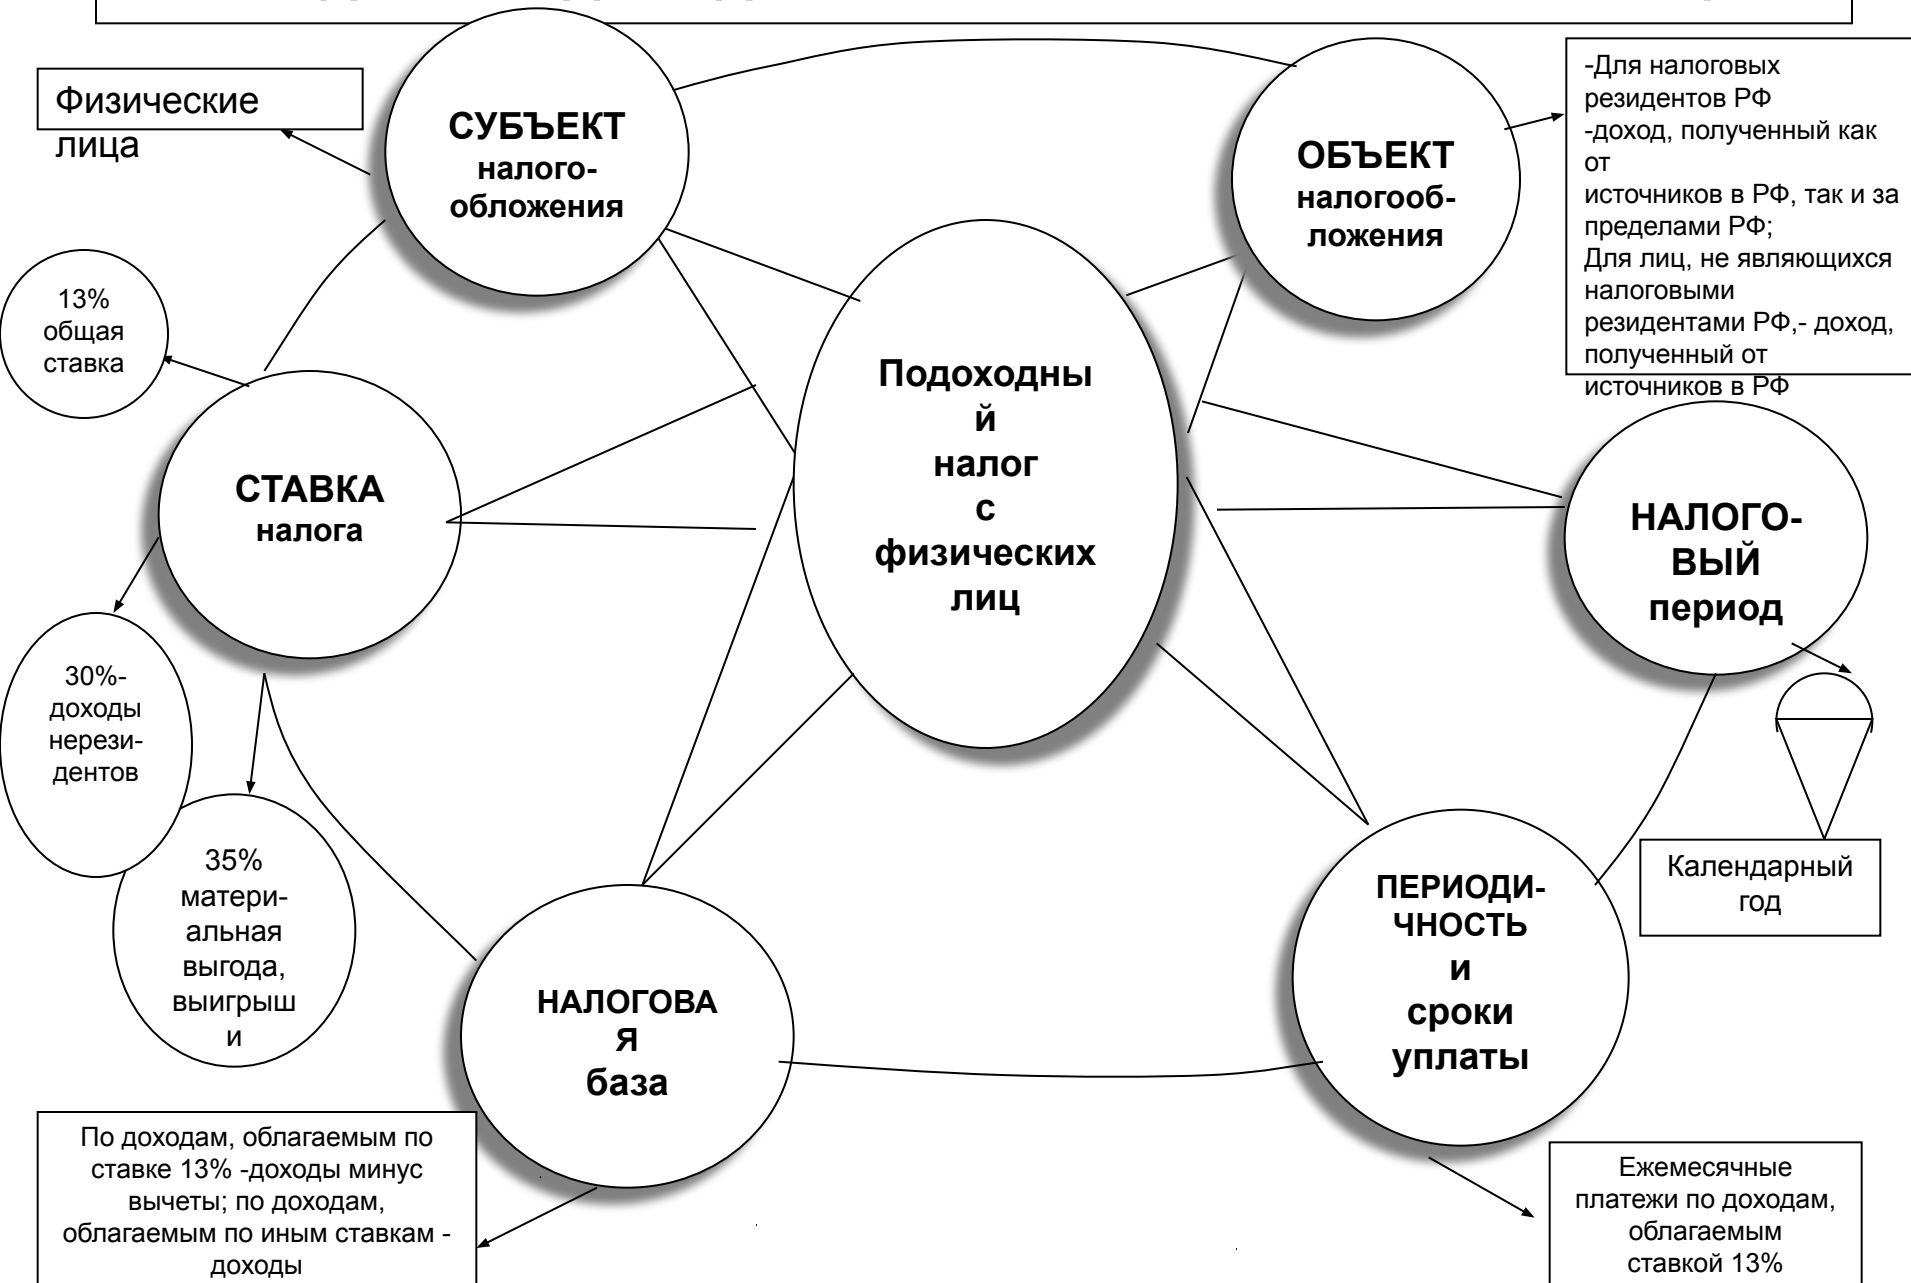 Физические
лица
СУБЪЕКТ
налого-
обложения
ОБЪЕКТ
налогооб-
ложения
-Для налоговых
резидентов РФ
-доход, полученный как
от
источников в РФ, так и за
пределами РФ;
Для лиц, не являющихся
налоговыми
резидентами РФ,- доход,
полученный от
источников в РФ
13%
общая
ставка
СТАВКА
налога
Подоходны
й
налог
с
физических
лиц
НАЛОГО-
ВЫЙ
период
30%-
доходы
нерези-
дентов
35%
матери-
альная
выгода,
выигрыш
и
НАЛОГОВА
Я
база
ПЕРИОДИ-
ЧНОСТЬ
и
сроки
уплаты
Календарный
год
По доходам, облагаемым по
ставке 13% -доходы минус
вычеты; по доходам,
облагаемым по иным ставкам -
доходы
Ежемесячные
платежи по доходам,
облагаемым
ставкой 13%